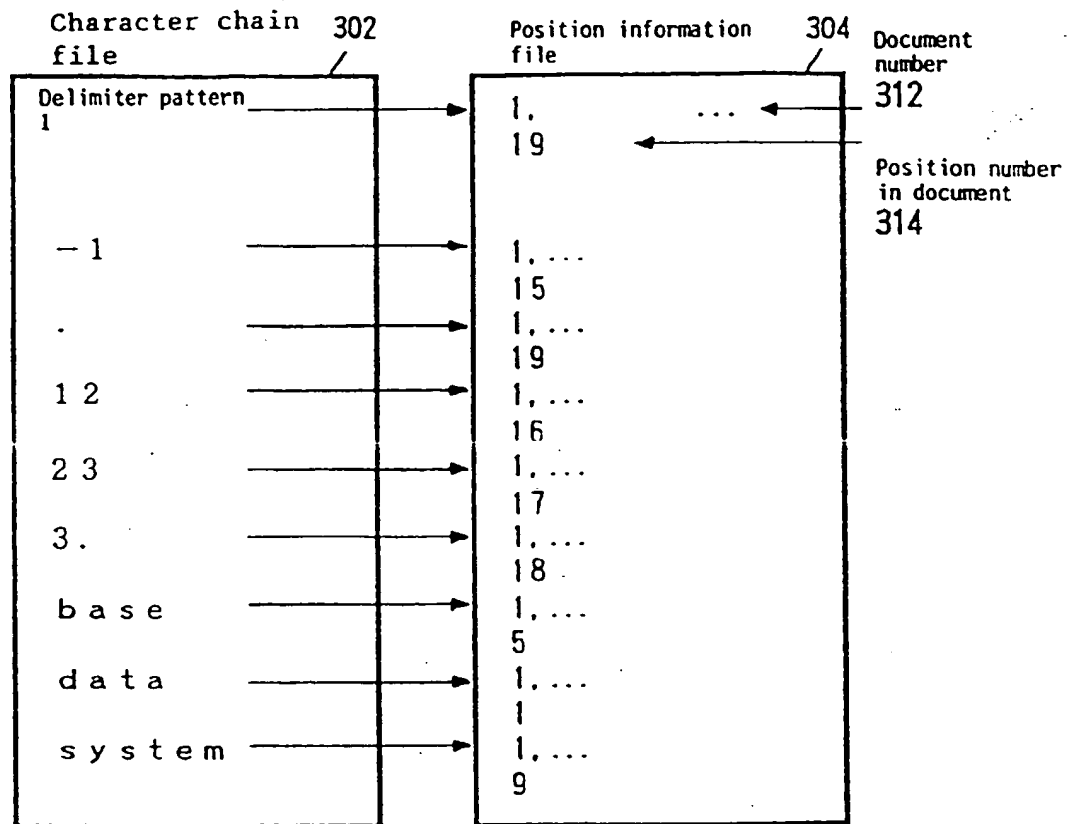 Character chain
file
302
Position information
file
304
Document
number
312
Delimiter pattern
1
1, ...
19
Position number
in document
314
−1
1, ...
15
.
1, ...
19
12
1, ...
16
23
1, ...
17
3.
1, ...
18
base
1, ...
5
data
1, ...
1
system
1, ...
9